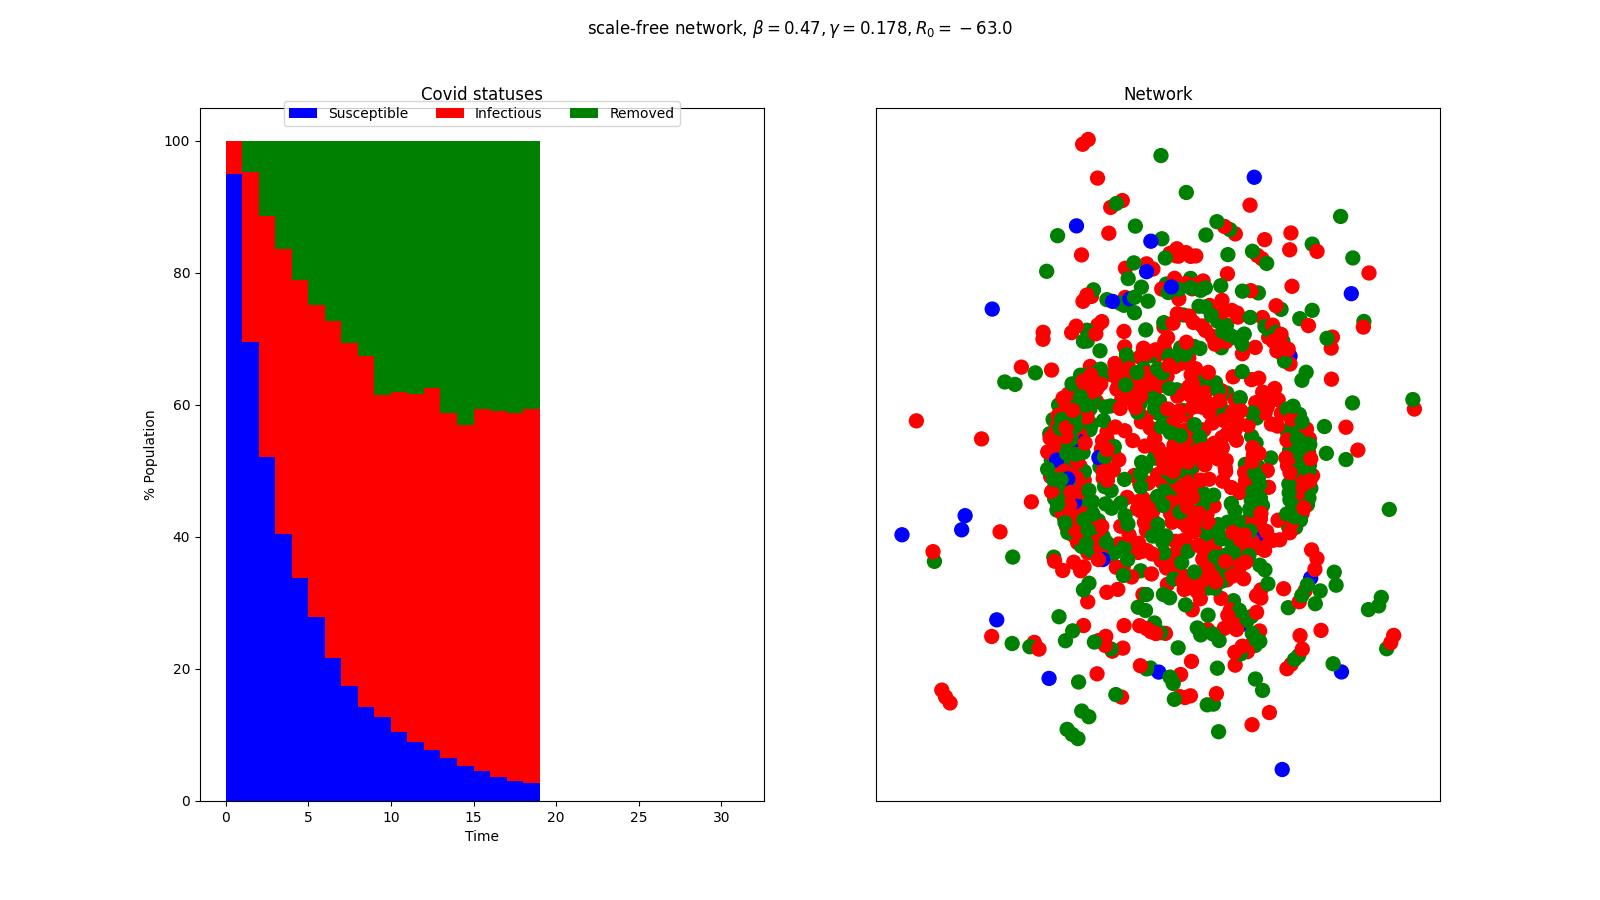 scale-free network, β = 0.47, γ = 0.178, R₀ = − 63.0
Covid statuses
Susceptible Infectious Removed
100
80
60
40
20
0
% Population
0 5 10 15 20 25 30
Time
Network